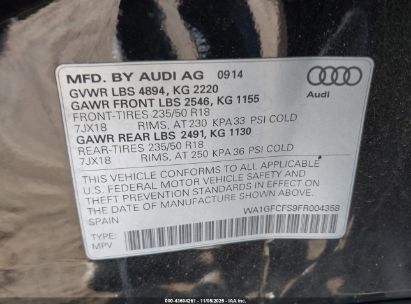 MFD. BY AUDI AG 0914
GVWR LBS 4894, KG 2220
GAWR FRONT LBS 2546, KG 1155
FRONT-TIRES 235/50 R18
7JX18 RIMS, AT 230 KPA 33 PSI COLD
GAWR REAR LBS 2491, KG 1130
REAR-TIRES 235/50 R18
7JX18 RIMS, AT 250 KPA 36 PSI COLD
Audi
THIS VEHICLE CONFORMS TO ALL APPLICABLE
U.S. FEDERAL MOTOR VEHICLE SAFETY AND
THEFT PREVENTION STANDARDS IN EFFECT ON
THE DATE OF MANUFACTURE SHOWN ABOVE.
SPAIN WA1GFCFS9FR004358
TYPE:
MPV